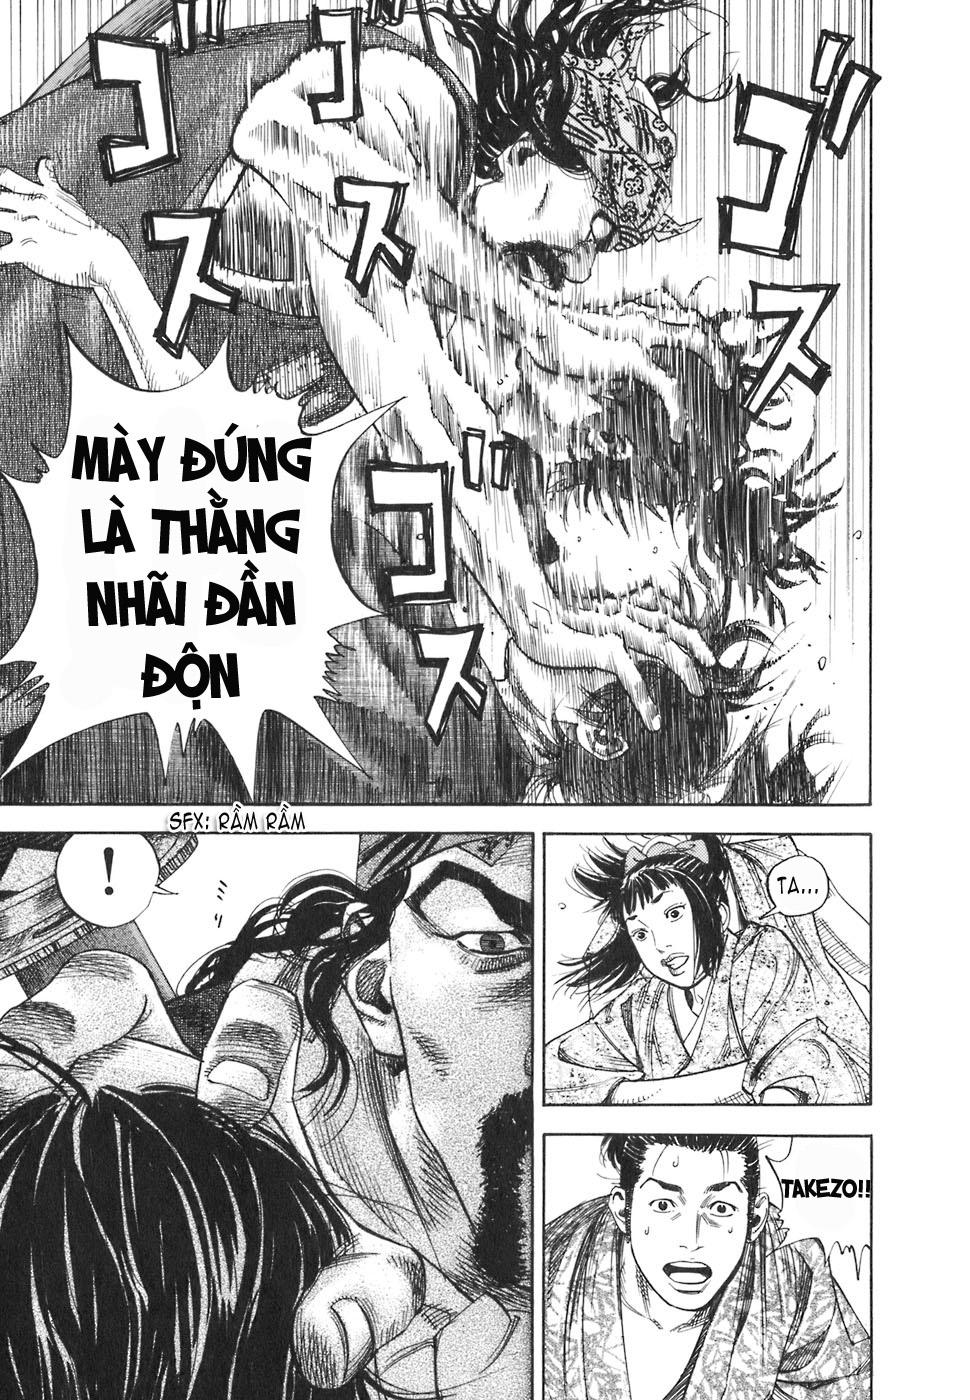 ゴ
ゴ
ゴ
ス
ス
ス
ゴ
ス
MÀY ĐÚNG
LÀ THẰNG
NHÃI ĐẦN
ĐỘN
SFX: RẦM RẦM
TA...
!
TAKEZO!!